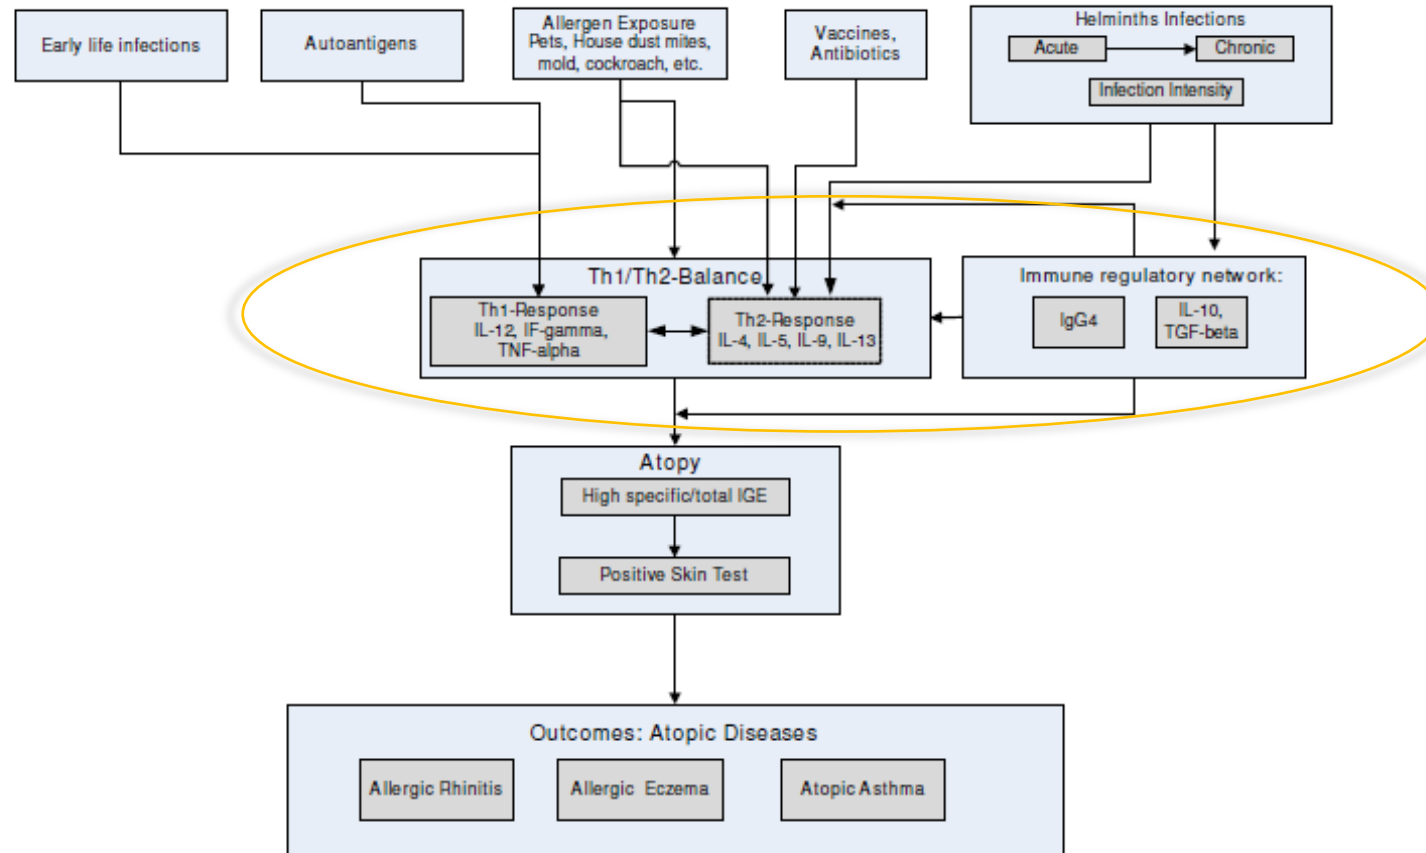 Early life infections
Autoantigens
Allergen Exposure
Pets, House dust mites,
mold, cockroach, etc.
Vaccines,
Antibiotics
Helminths Infections
Acute
Chronic
Infection Intensity
Th1/Th2-Balance
Th1-Response
IL-12, IF-gamma,
TNF-alpha
Th2-Response
IL-4, IL-5, IL-9, IL-13
Immune regulatory network:
IgG4
IL-10,
TGF-beta
Atopy
High specific/total IGE
Positive Skin Test
Outcomes: Atopic Diseases
Allergic Rhinitis
Allergic Eczema
Atopic Asthma